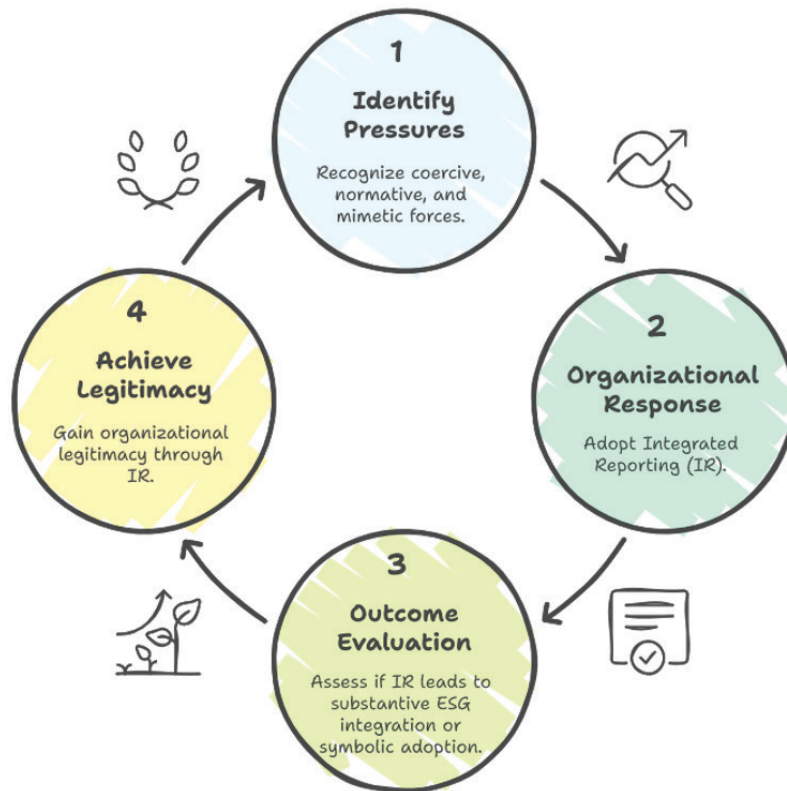 1
Identify
Pressures
Recognize coercive,
normative, and
mimetic forces.
2
Organizational
Response
Adopt Integrated
Reporting (IR).
3
Outcome
Evaluation
Assess if IR leads to
substantive ESG
integration or
symbolic adoption.
4
Achieve
Legitimacy
Gain organizational
legitimacy through
IR.